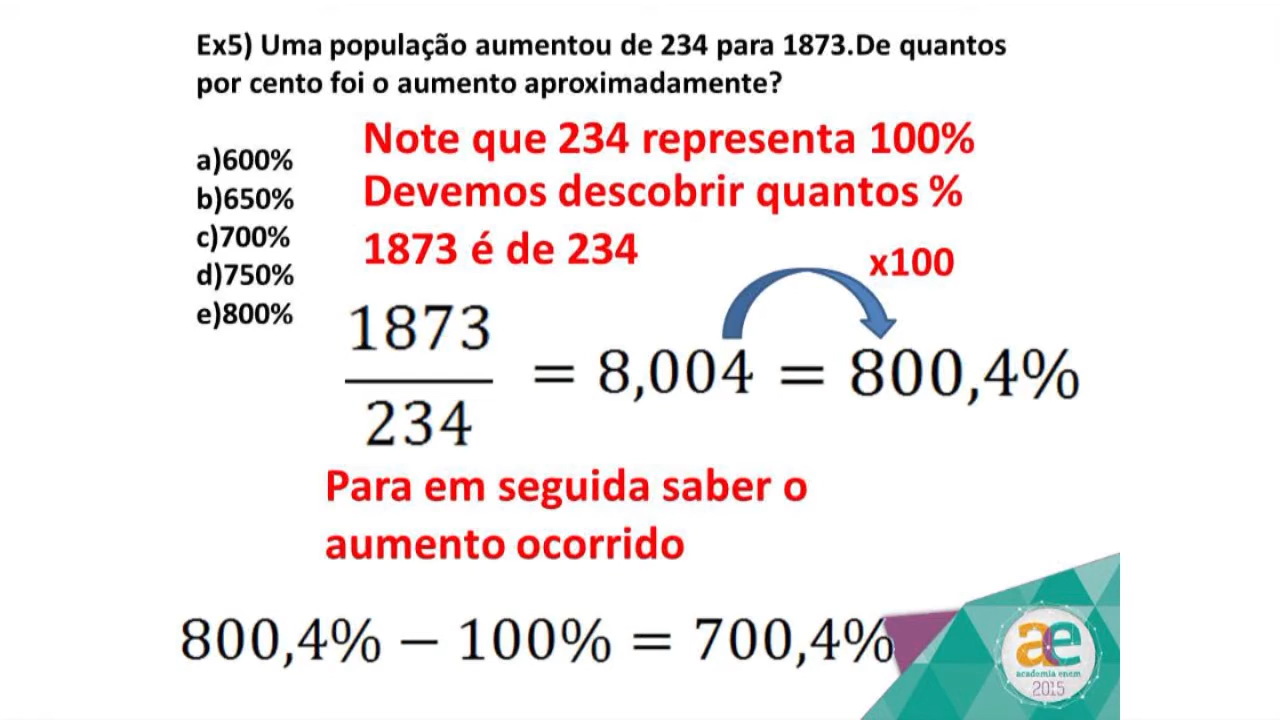 Ex5) Uma população aumentou de 234 para 1873.De quantos
por cento foi o aumento aproximadamente?
a)600%
b)650%
c)700%
d)750%
e)800%
Note que 234 representa 100%
Devemos descobrir quantos %
1873 é de 234
x100
1873
234
= 8,004 = 800,4%
Para em seguida saber o
aumento ocorrido
800,4% − 100% = 700,4%
ae
academia enem
2015